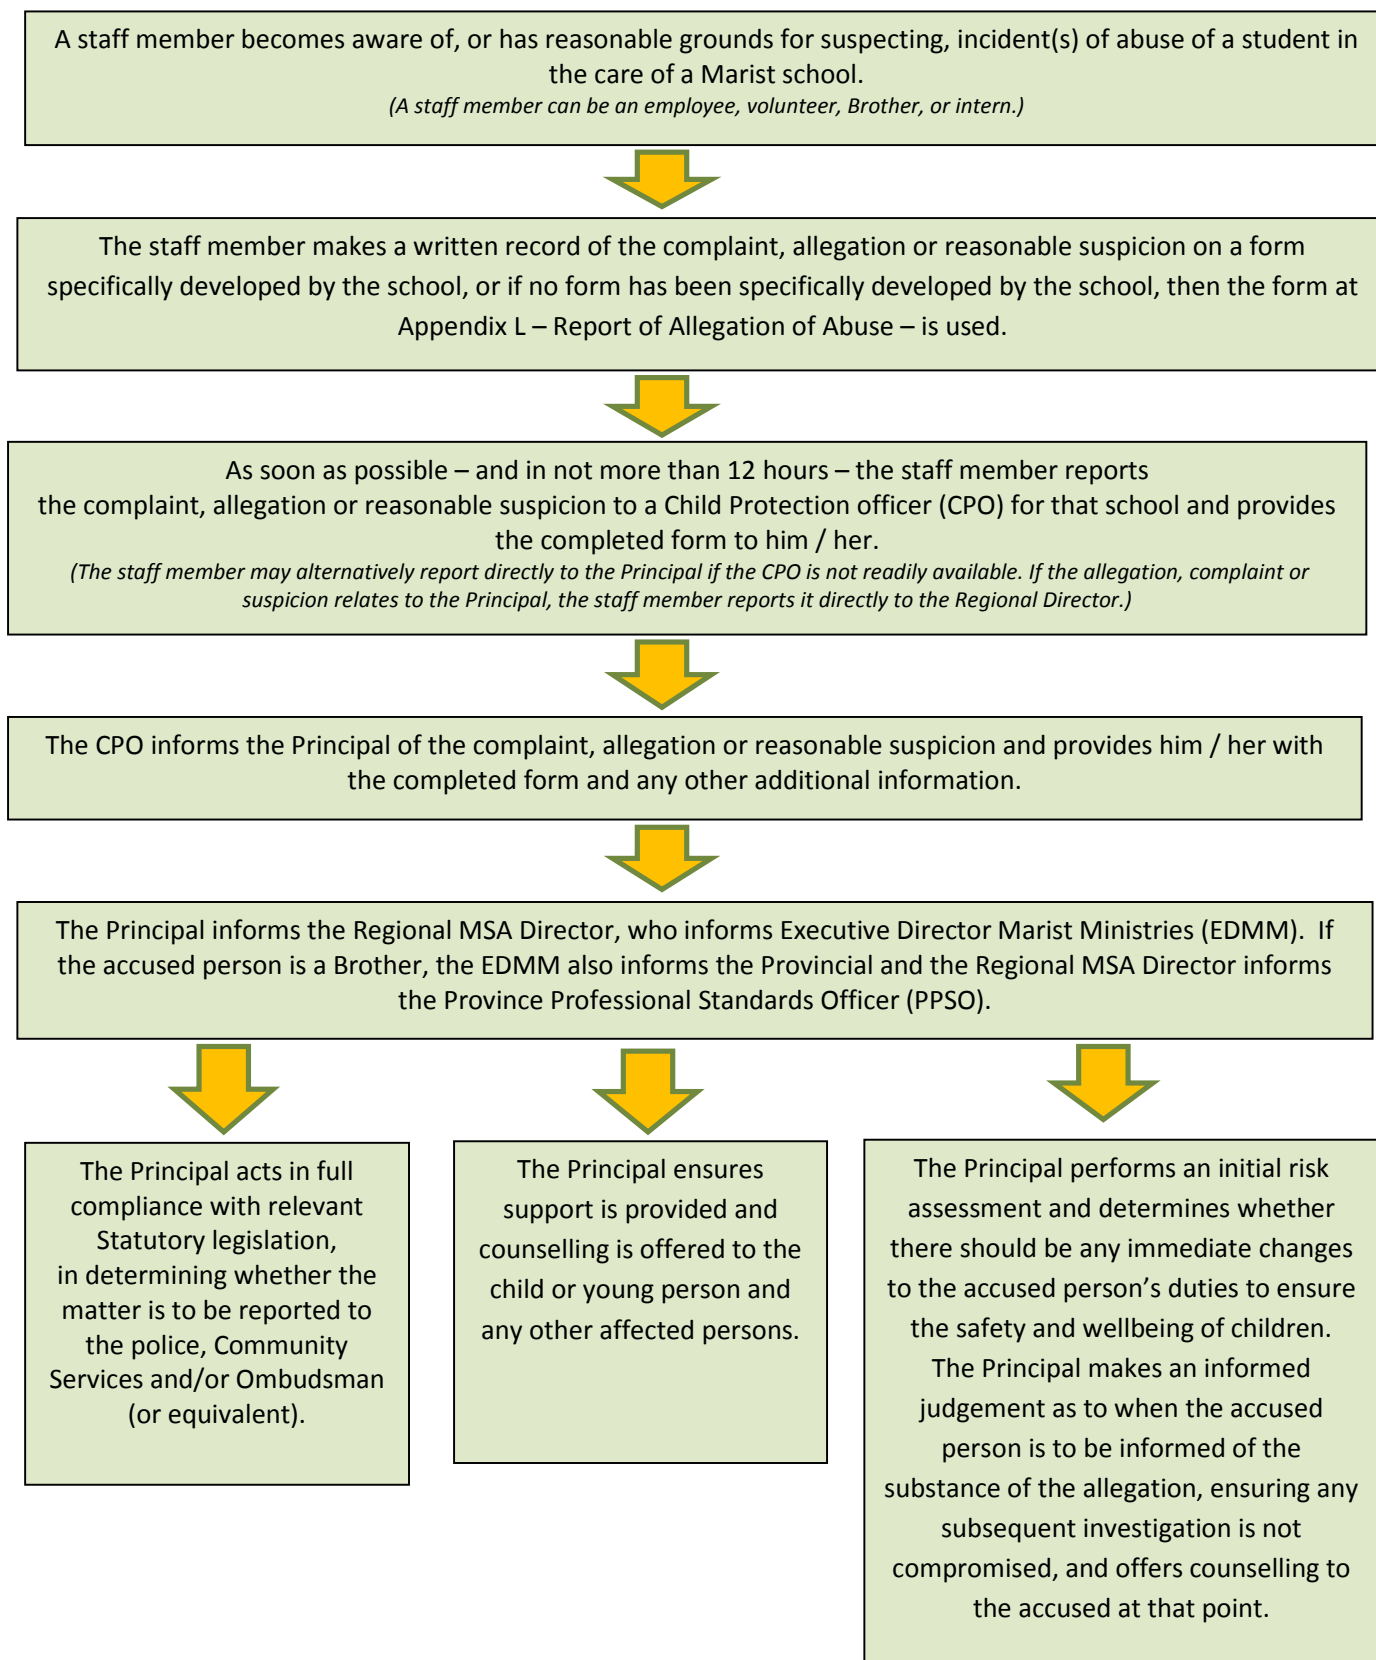 A staff member becomes aware of, or has reasonable grounds for suspecting, incident(s) of abuse of a student in
the care of a Marist school.
(A staff member can be an employee, volunteer, Brother, or intern.)
The staff member makes a written record of the complaint, allegation or reasonable suspicion on a form
specifically developed by the school, or if no form has been specifically developed by the school, then the form at
Appendix L – Report of Allegation of Abuse – is used.
As soon as possible – and in not more than 12 hours – the staff member reports
the complaint, allegation or reasonable suspicion to a Child Protection officer (CPO) for that school and provides
the completed form to him / her.
(The staff member may alternatively report directly to the Principal if the CPO is not readily available. If the allegation, complaint or
suspicion relates to the Principal, the staff member reports it directly to the Regional Director.)
The CPO informs the Principal of the complaint, allegation or reasonable suspicion and provides him / her with
the completed form and any other additional information.
The Principal informs the Regional MSA Director, who informs Executive Director Marist Ministries (EDMM).  If
the accused person is a Brother, the EDMM also informs the Provincial and the Regional MSA Director informs
the Province Professional Standards Officer (PPSO).
The Principal acts in full
compliance with relevant
Statutory legislation,
in determining whether the
matter is to be reported to
the police, Community
Services and/or Ombudsman
(or equivalent).
The Principal ensures
support is provided and
counselling is offered to the
child or young person and
any other affected persons.
The Principal performs an initial risk
assessment and determines whether
there should be any immediate changes
to the accused person’s duties to ensure
the safety and wellbeing of children.
The Principal makes an informed
judgement as to when the accused
person is to be informed of the
substance of the allegation, ensuring any
subsequent investigation is not
compromised, and offers counselling to
the accused at that point.